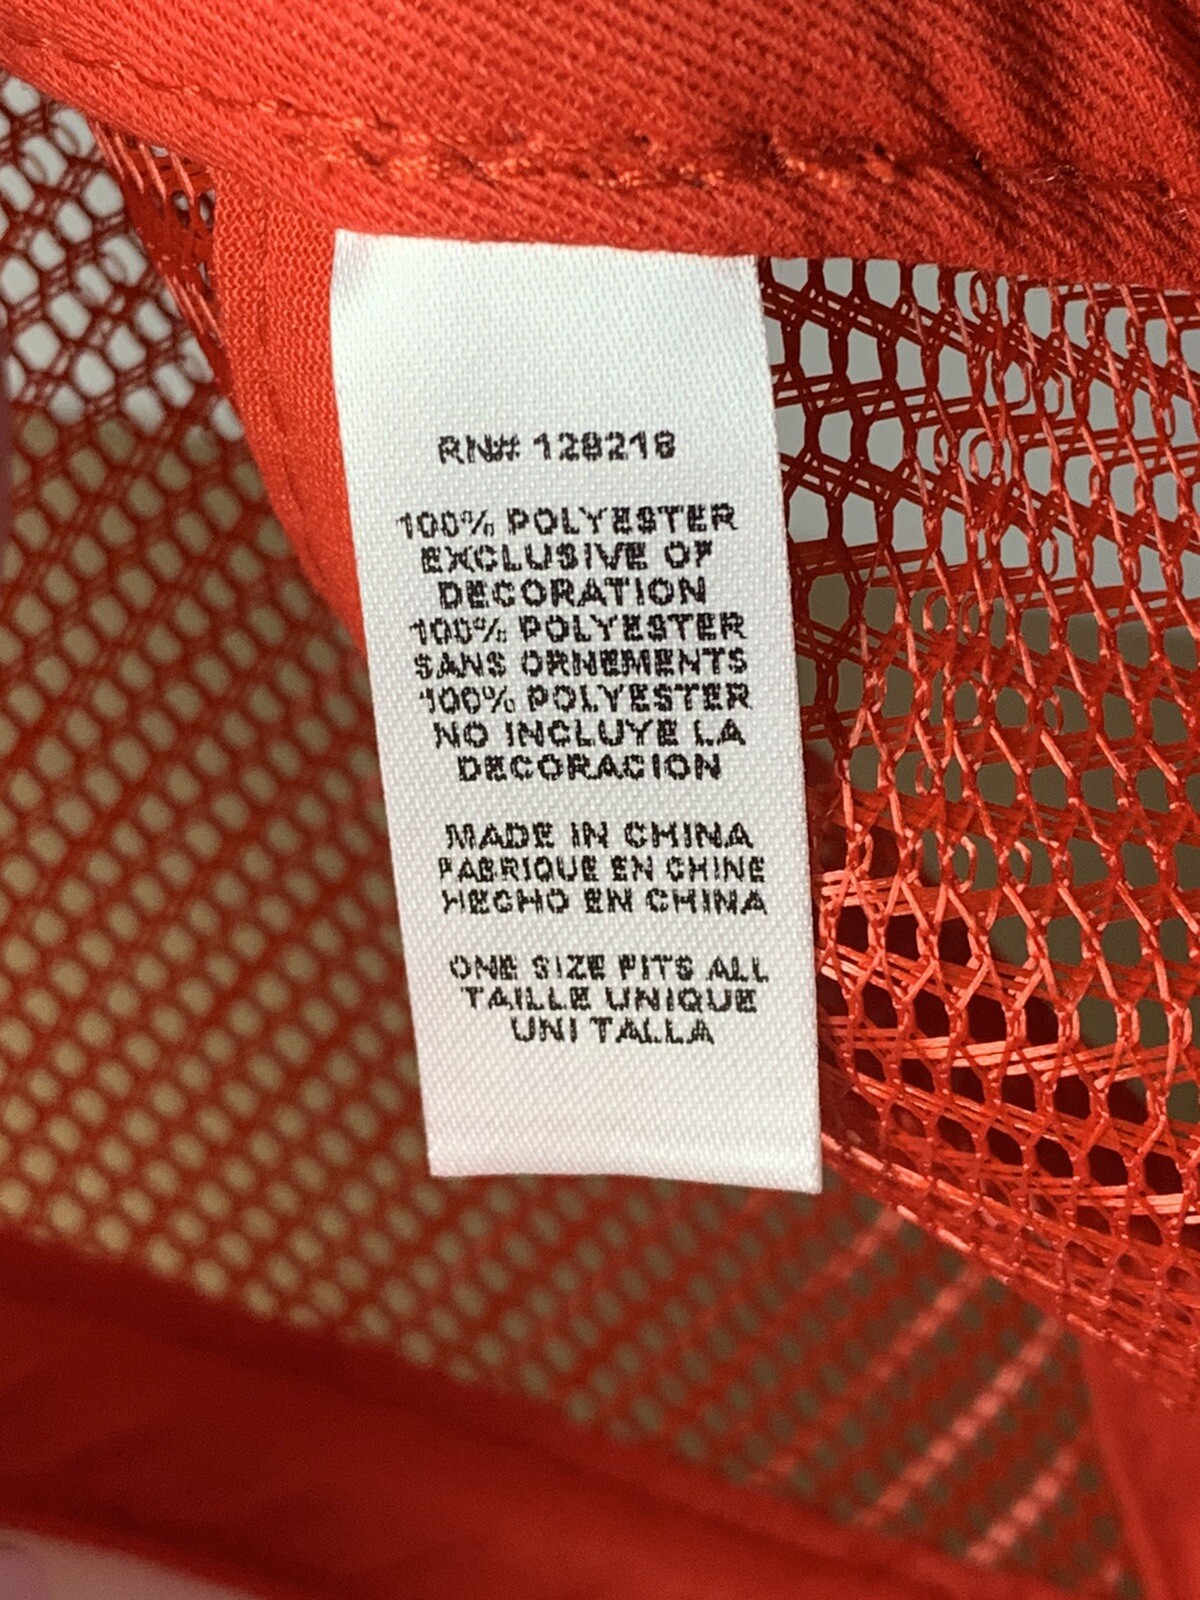 RN# 128218
100% POLYESTER
EXCLUSIVE OF
DECORATION
100% POLYESTER
SANS ORNEMENTS
100% POLYESTER
NO INCLUYE LA
DECORACION
MADE IN CHINA
FABRIQUE EN CHINE
HECHO EN CHINA
ONE SIZE FITS ALL
TAILLE UNIQUE
UNI TALLA